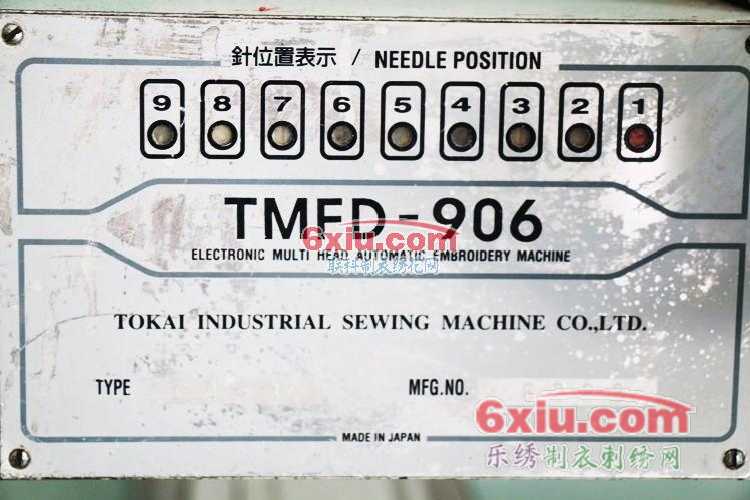 針位置表示 / NEEDLE POSITION
9 8 7 6 5 4 3 2 1
TMFD-906
6xiu.com
ELECTRONIC MULTI HEAD AUTOMATIC EMBROIDERY MACHINE
TOKAI INDUSTRIAL SEWING MACHINE CO.,LTD.
TYPE MFG.NO.
6xiu.com
MADE IN JAPAN
乐绣制衣刺绣网